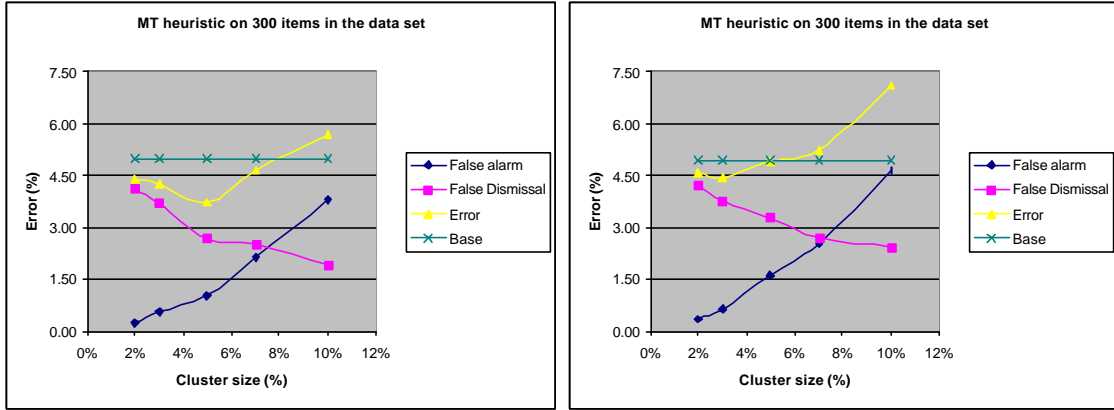 MT heuristic on 300 items in the data set
7.50
6.00
4.50
3.00
1.50
0.00
Error (%)
0% 2% 4% 6% 8% 10% 12%
Cluster size (%)
False alarm
False Dismissal
Error
Base
MT heuristic on 300 items in the data set
7.50
6.00
4.50
3.00
1.50
0.00
Error (%)
0% 2% 4% 6% 8% 10% 12%
Cluster size (%)
False alarm
False Dismissal
Error
Base